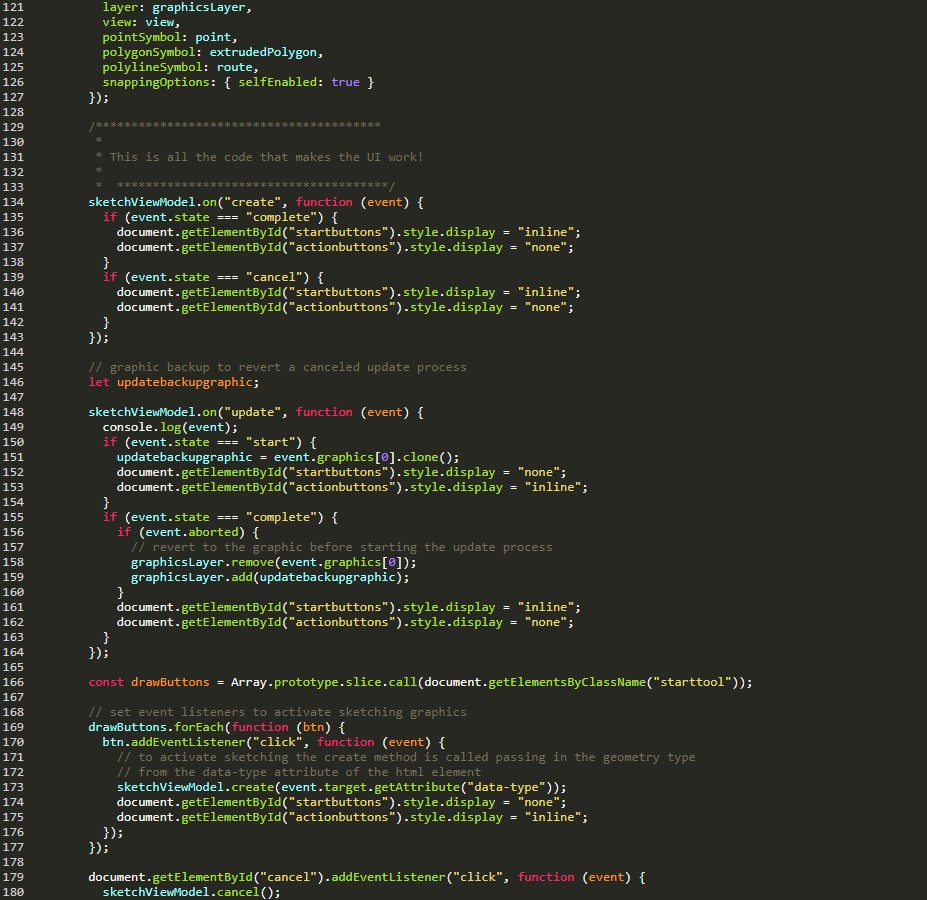 121 layer: graphicsLayer,
122 view: view,
123 pointSymbol: point,
124 polygonSymbol: extrudedPolygon,
125 polylineSymbol: route,
126 snappingOptions: { selfEnabled: true }
127 });
128
129 /****************************************
130 *
131 * This is all the code that makes the UI work!
132 *
133 * **************************************/
134 sketchViewModel.on("create", function (event) {
135 if (event.state === "complete") {
136 document.getElementById("startbuttons").style.display = "inline";
137 document.getElementById("actionbuttons").style.display = "none";
138 }
139 if (event.state === "cancel") {
140 document.getElementById("startbuttons").style.display = "inline";
141 document.getElementById("actionbuttons").style.display = "none";
142 }
143 });
144
145 // graphic backup to revert a canceled update process
146 let updatebackupgraphic;
147
148 sketchViewModel.on("update", function (event) {
149 console.log(event);
150 if (event.state === "start") {
151 updatebackupgraphic = event.graphics[0].clone();
152 document.getElementById("startbuttons").style.display = "none";
153 document.getElementById("actionbuttons").style.display = "inline";
154 }
155 if (event.state === "complete") {
156 if (event.aborted) {
157 // revert to the graphic before starting the update process
158 graphicsLayer.remove(event.graphics[0]);
159 graphicsLayer.add(updatebackupgraphic);
160 }
161 document.getElementById("startbuttons").style.display = "inline";
162 document.getElementById("actionbuttons").style.display = "none";
163 }
164 });
165
166 const drawButtons = Array.prototype.slice.call(document.getElementsByClassName("starttool"));
167
168 // set event listeners to activate sketching graphics
169 drawButtons.forEach(function (btn) {
170 btn.addEventListener("click", function (event) {
171 // to activate sketching the create method is called passing in the geometry type
172 // from the data-type attribute of the html element
173 sketchViewModel.create(event.target.getAttribute("data-type"));
174 document.getElementById("startbuttons").style.display = "none";
175 document.getElementById("actionbuttons").style.display = "inline";
176 });
177 });
178
179 document.getElementById("cancel").addEventListener("click", function (event) {
180 sketchViewModel.cancel();